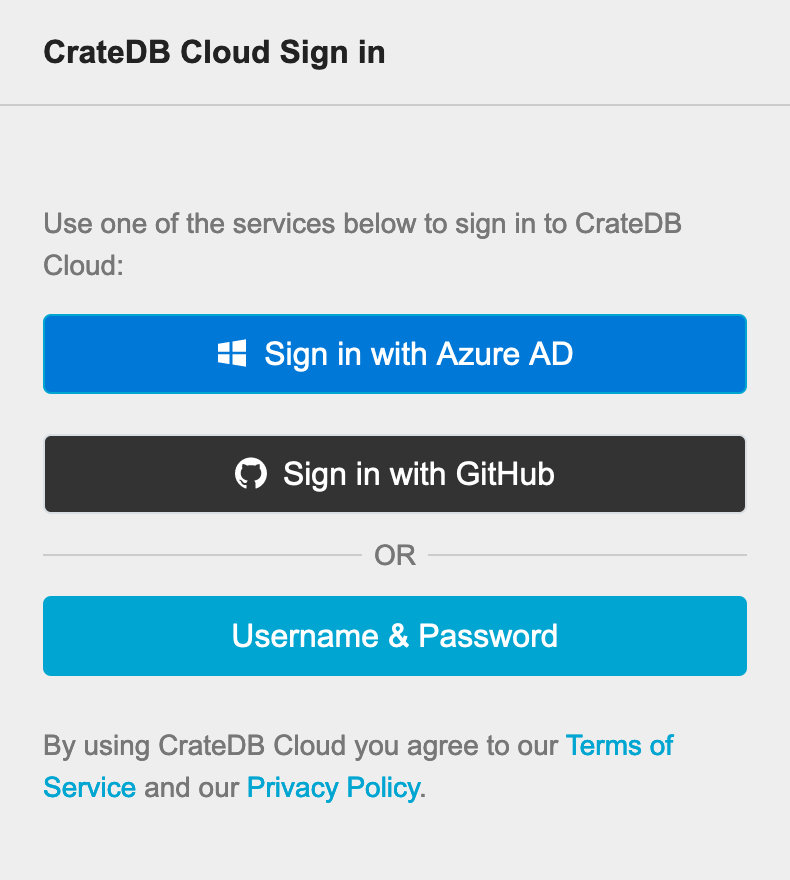 CrateDB Cloud Sign in
Use one of the services below to sign in to CrateDB
Cloud:
Sign in with Azure AD
Sign in with GitHub
OR
Username & Password
By using CrateDB Cloud you agree to our Terms of
Service and our Privacy Policy.